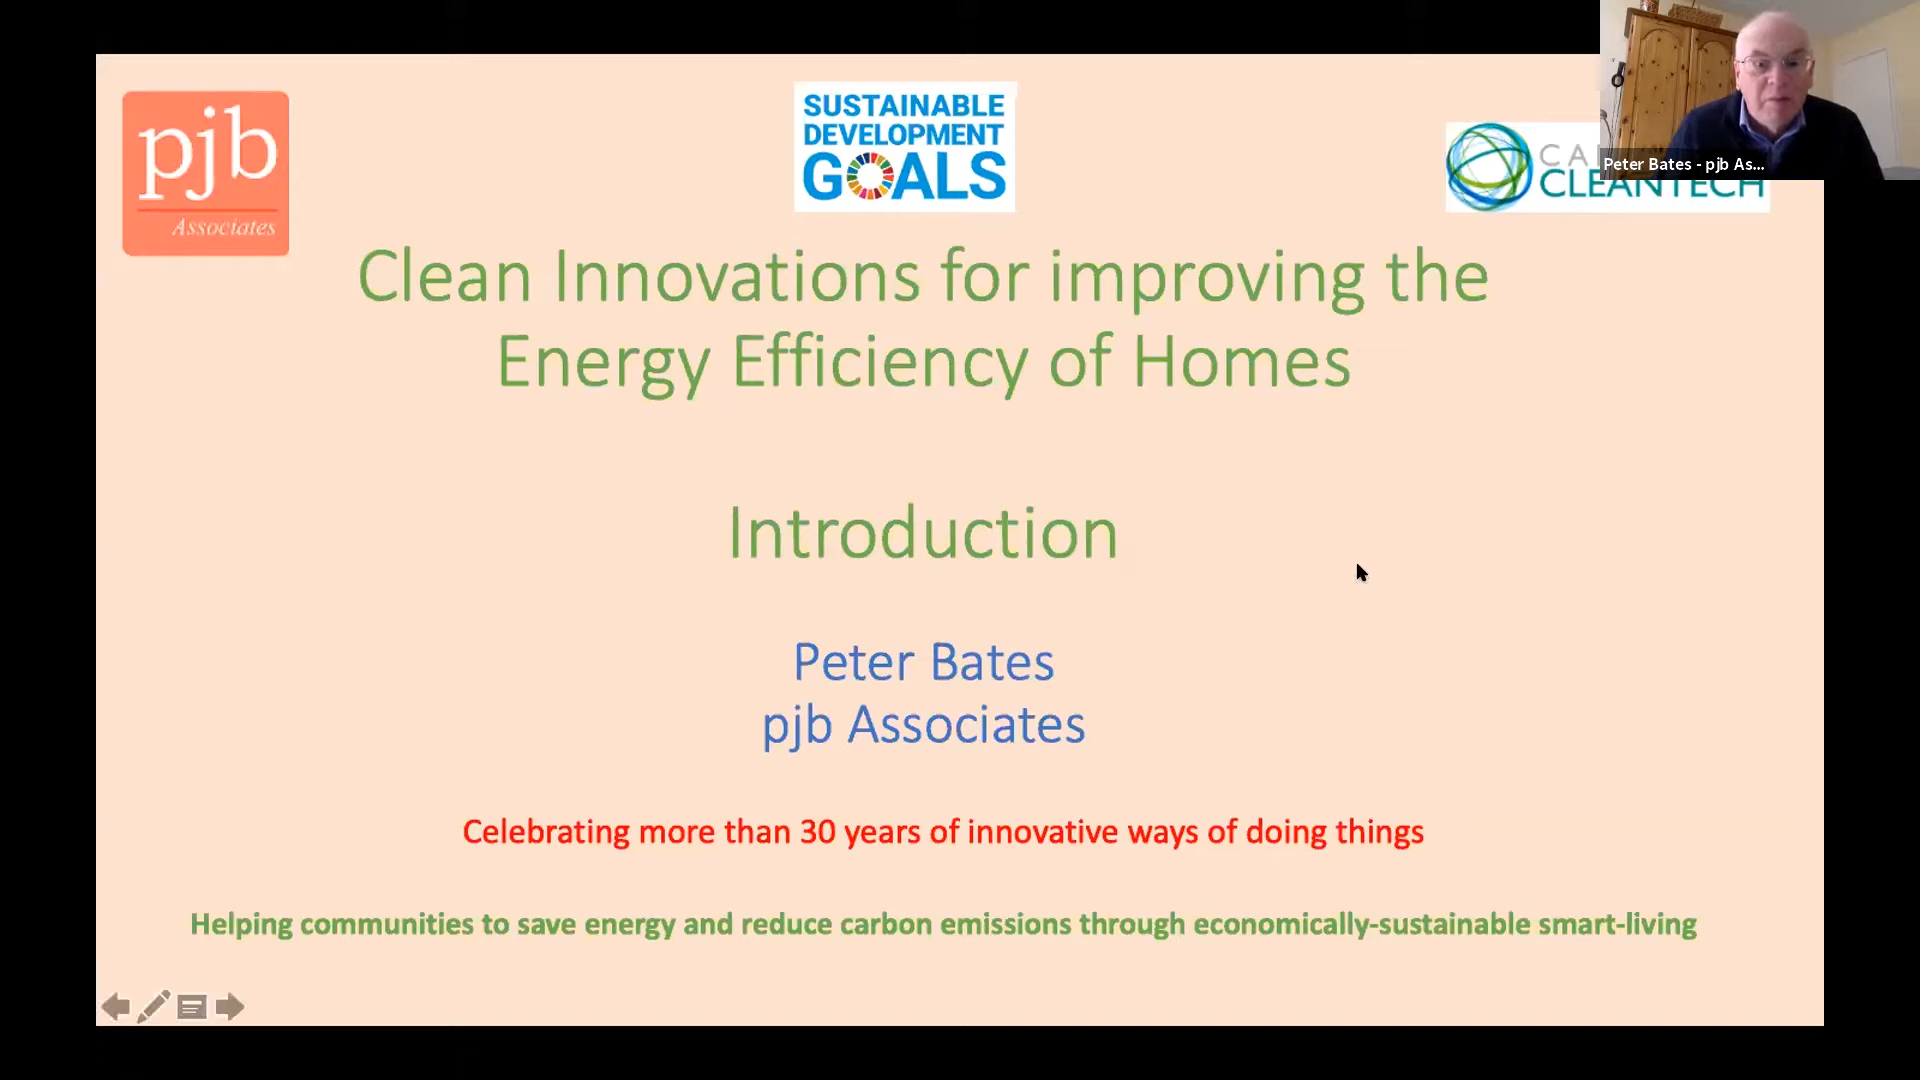 pjb
Associates
SUSTAINABLE
DEVELOPMENT
GOALS
CLEANTECH
Peter Bates - pjb As...
Clean Innovations for improving the
Energy Efficiency of Homes
Introduction
Peter Bates
pjb Associates
Celebrating more than 30 years of innovative ways of doing things
Helping communities to save energy and reduce carbon emissions through economically-sustainable smart-living